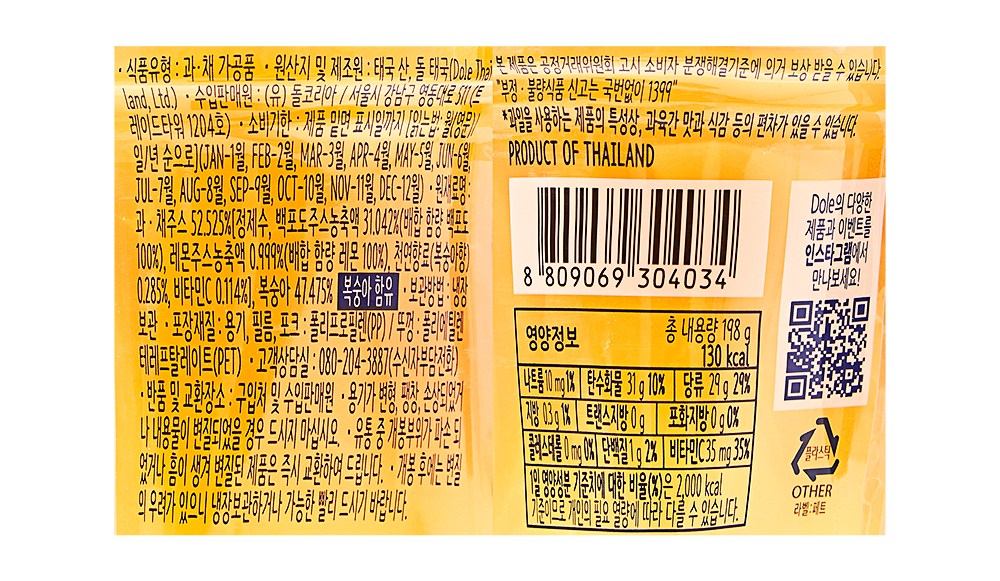 · 식품유형 : 과·채 가공품 · 원산지 및 제조원 : 태국 산, 돌 태국(Dole Thai
land, Ltd.) · 수입판매원 : (유) 돌코리아 / 서울시 강남구 영동대로 511 (트
레이드타워 1204호) · 소비기한 : 제품 밑면 표시일까지 [읽는법 : 월/영문)/
일/년 순으로](JAN-1월, FEB-2월, MAR-3월, APR-4월, MAY-5월, JUN-6월,
JUL-7월, AUG-8월, SEP-9월, OCT-10월, NOV-11월, DEC-12월) · 원재료명 :
과·채주스 52.525%[정제수, 백포도주스농축액 31.042%(배합 함량 백포도
100%), 레몬주스농축액 0.999%(배합 함량 레몬 100%), 천연향료(복숭아향)
0.285%, 비타민C 0.114%], 복숭아 47.475% 복숭아 함유 · 보관방법 : 냉장
보관 · 포장재질 : 용기, 필름, 포크 : 폴리프로필렌(PP) / 뚜껑 : 폴리에틸렌
테레프탈레이트(PET) · 고객상담실 : 080-204-3887(수신자부담전화)
· 반품 및 교환장소 : 구입처 및 수입판매원 · 용기가 변형, 팽창, 손상되었거
나 내용물이 변질되었을 경우 드시지 마십시오. · 유통 중 개봉부위가 파손 되
었거나 흠이 생겨 변질된 제품은 즉시 교환하여 드립니다. · 개봉 후에는 변질
의 우려가 있으니 냉장보관하거나 가능한 빨리 드시기 바랍니다.
본 제품은 공정거래위원회 고시 소비자 분쟁해결기준에 의거 보상 받을 수 있습니다.
"부정·불량식품 신고는 국번없이 1399"
*과일을 사용하는 제품의 특성상, 과육간 맛과 식감 등의 편차가 있을 수 있습니다.
PRODUCT OF THAILAND
8 809069 304034
Dole의 다양한
제품과 이벤트를
인스타그램에서
만나보세요!
영양정보
총 내용량 198 g
130 kcal
나트륨 10 mg 1% 탄수화물 31 g 10% 당류 29 g 29%
지방 0.3 g 1% 트랜스지방 0 g 포화지방 0 g 0%
콜레스테롤 0 mg 0% 단백질 1 g 2% 비타민C 35 mg 35%
1일 영양성분 기준치에 대한 비율(%)은 2,000 kcal
기준이므로 개인의 필요 열량에 따라 다를 수 있습니다.
플라스틱
OTHER
라벨:페트